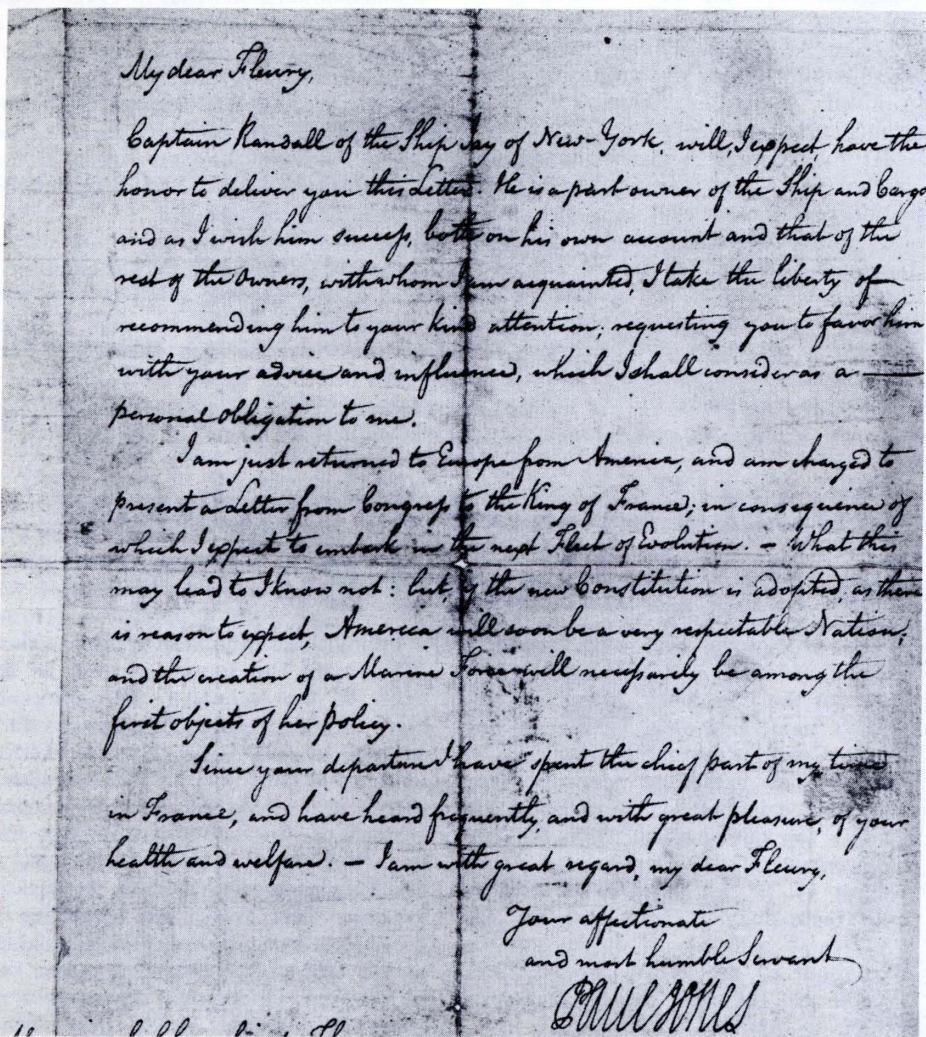 My dear Fleury,
Captain Randall of the Ship Jay of New-York, will, I expect, have the
honor to deliver you this Letter. He is a part owner of the Ship and Cargo
and as I wish him success, both on his own account and that of the
rest of the Owners, with whom I am acquainted, I take the liberty of
recommending him to your kind attention; requesting you to favor him
with your advice and influence, which I shall consider as a —
personal obligation to me.
I am just returned to Europe from America, and am charged to
present a Letter from Congress to the King of France; in consequence of
which I expect to embark in the next Fleet of Evolution. — What this
may lead to I know not: but, if the new Constitution is adopted, as there
is reason to expect, America will soon be a very respectable Nation;
and the creation of a Marine Force will necessarily be among the
first objects of her policy.
Since your departure I have spent the chief part of my time
in France, and have heard frequently, and with great pleasure, of your
health and welfare. — I am with great regard, my dear Fleury,
Your affectionate
and most humble Servant
Paul Jones